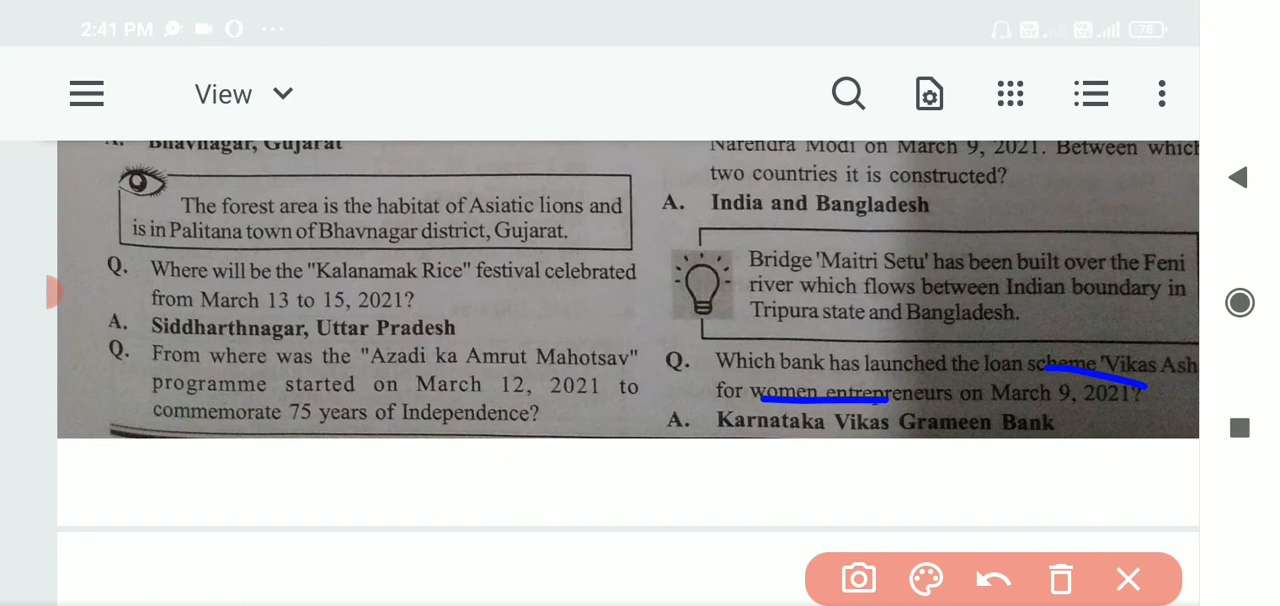 2:41 PM
78
View
A. Bhavnagar, Gujarat
The forest area is the habitat of Asiatic lions and
is in Palitana town of Bhavnagar district, Gujarat.
Q. Where will be the "Kalanamak Rice" festival celebrated
from March 13 to 15, 2021?
A. Siddharthnagar, Uttar Pradesh
Q. From where was the "Azadi ka Amrut Mahotsav"
programme started on March 12, 2021 to
commemorate 75 years of Independence?
Narendra Modi on March 9, 2021. Between which
two countries it is constructed?
A. India and Bangladesh
Bridge 'Maitri Setu' has been built over the Feni
river which flows between Indian boundary in
Tripura state and Bangladesh.
Q. Which bank has launched the loan scheme 'Vikas Ash
for women entrepreneurs on March 9, 2021?
A. Karnataka Vikas Grameen Bank